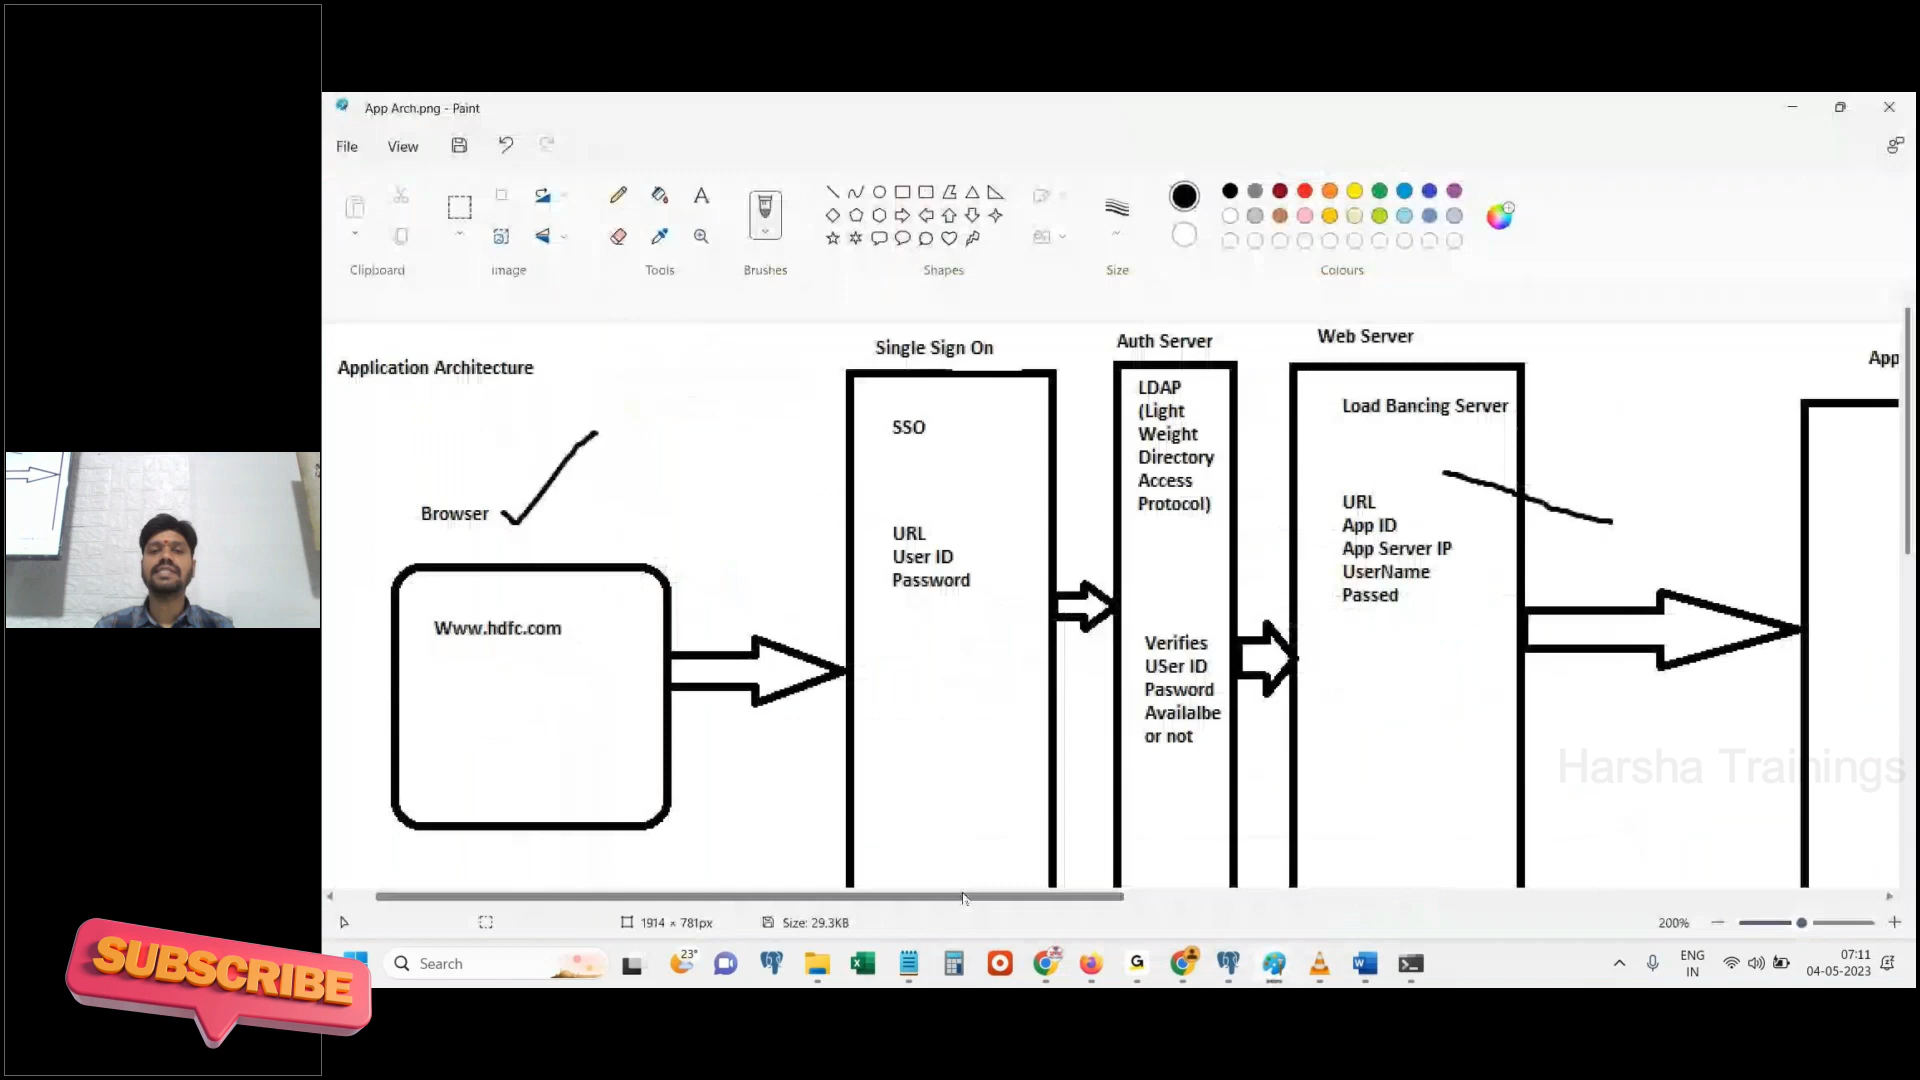 App Arch.png - Paint
File
View
Clipboard
Image
Tools
Brushes
Shapes
Size
Colours
Application Architecture
Browser
Www.hdfc.com
Single Sign On
SSO
URL
User ID
Password
Auth Server
LDAP
(Light
Weight
Directory
Access
Protocol)
Verifies
USer ID
Pasword
Availalbe
or not
Web Server
Load Bancing Server
URL
App ID
App Server IP
UserName
Passed
App
Harsha Trainings
1914 × 781px
Size: 29.3KB
200%
SUBSCRIBE
Search
23°
ENG
IN
07:11
04-05-2023